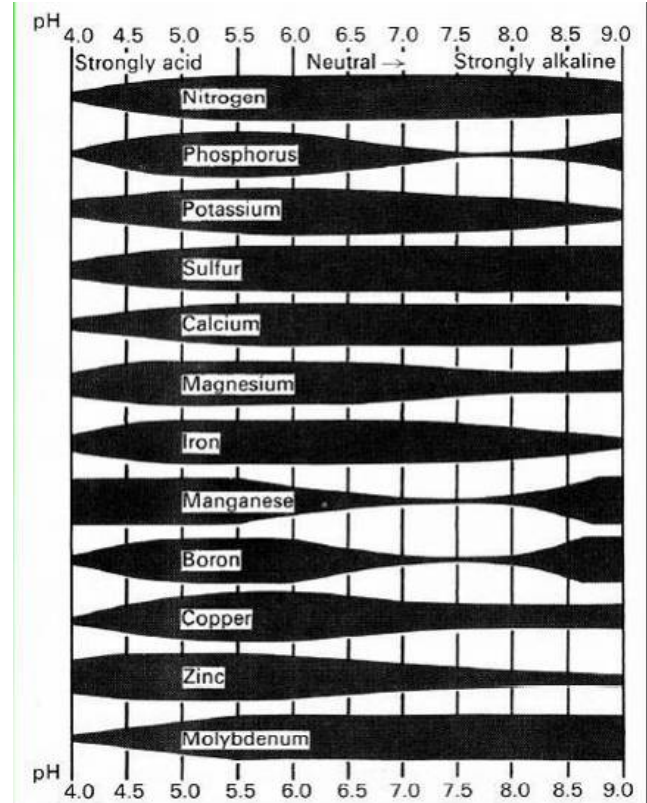 pH
4.0 4.5 5.0 5.5 6.0 6.5 7.0 7.5 8.0 8.5 9.0
Strongly acid Neutral → Strongly alkaline
Nitrogen
Phosphorus
Potassium
Sulfur
Calcium
Magnesium
Iron
Manganese
Boron
Copper
Zinc
Molybdenum
pH
4.0 4.5 5.0 5.5 6.0 6.5 7.0 7.5 8.0 8.5 9.0